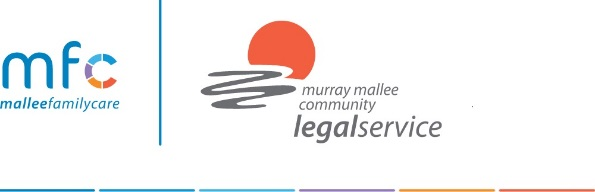 mfc
malleefamilycare
murray mallee
community
legalservice